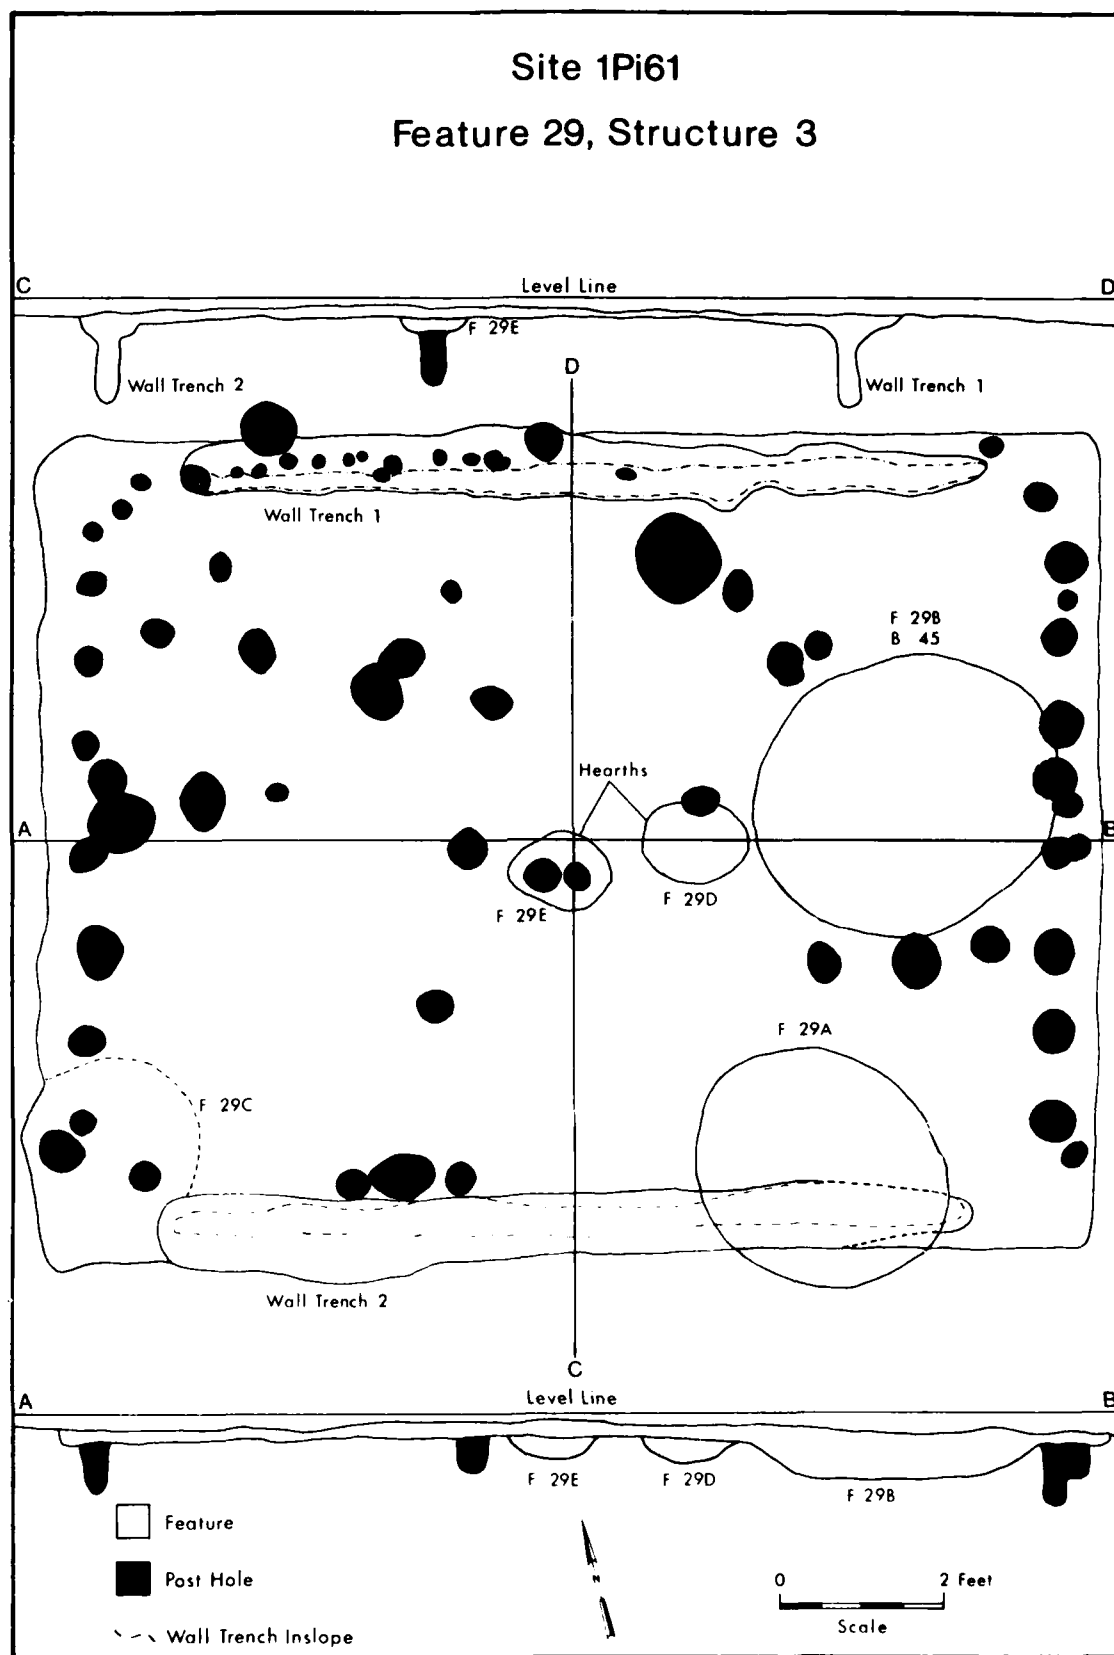 Site 1Pi61
Feature 29, Structure 3
C
Level Line
D
F 29E
Wall Trench 2
Wall Trench 1
D
Wall Trench 1
F 29B
B 45
Hearths
A
B
F 29E
F 29D
F 29A
F 29C
Wall Trench 2
C
A
Level Line
B
F 29E
F 29D
F 29B
Feature
Post Hole
Wall Trench Inslope
N
0
2 Feet
Scale